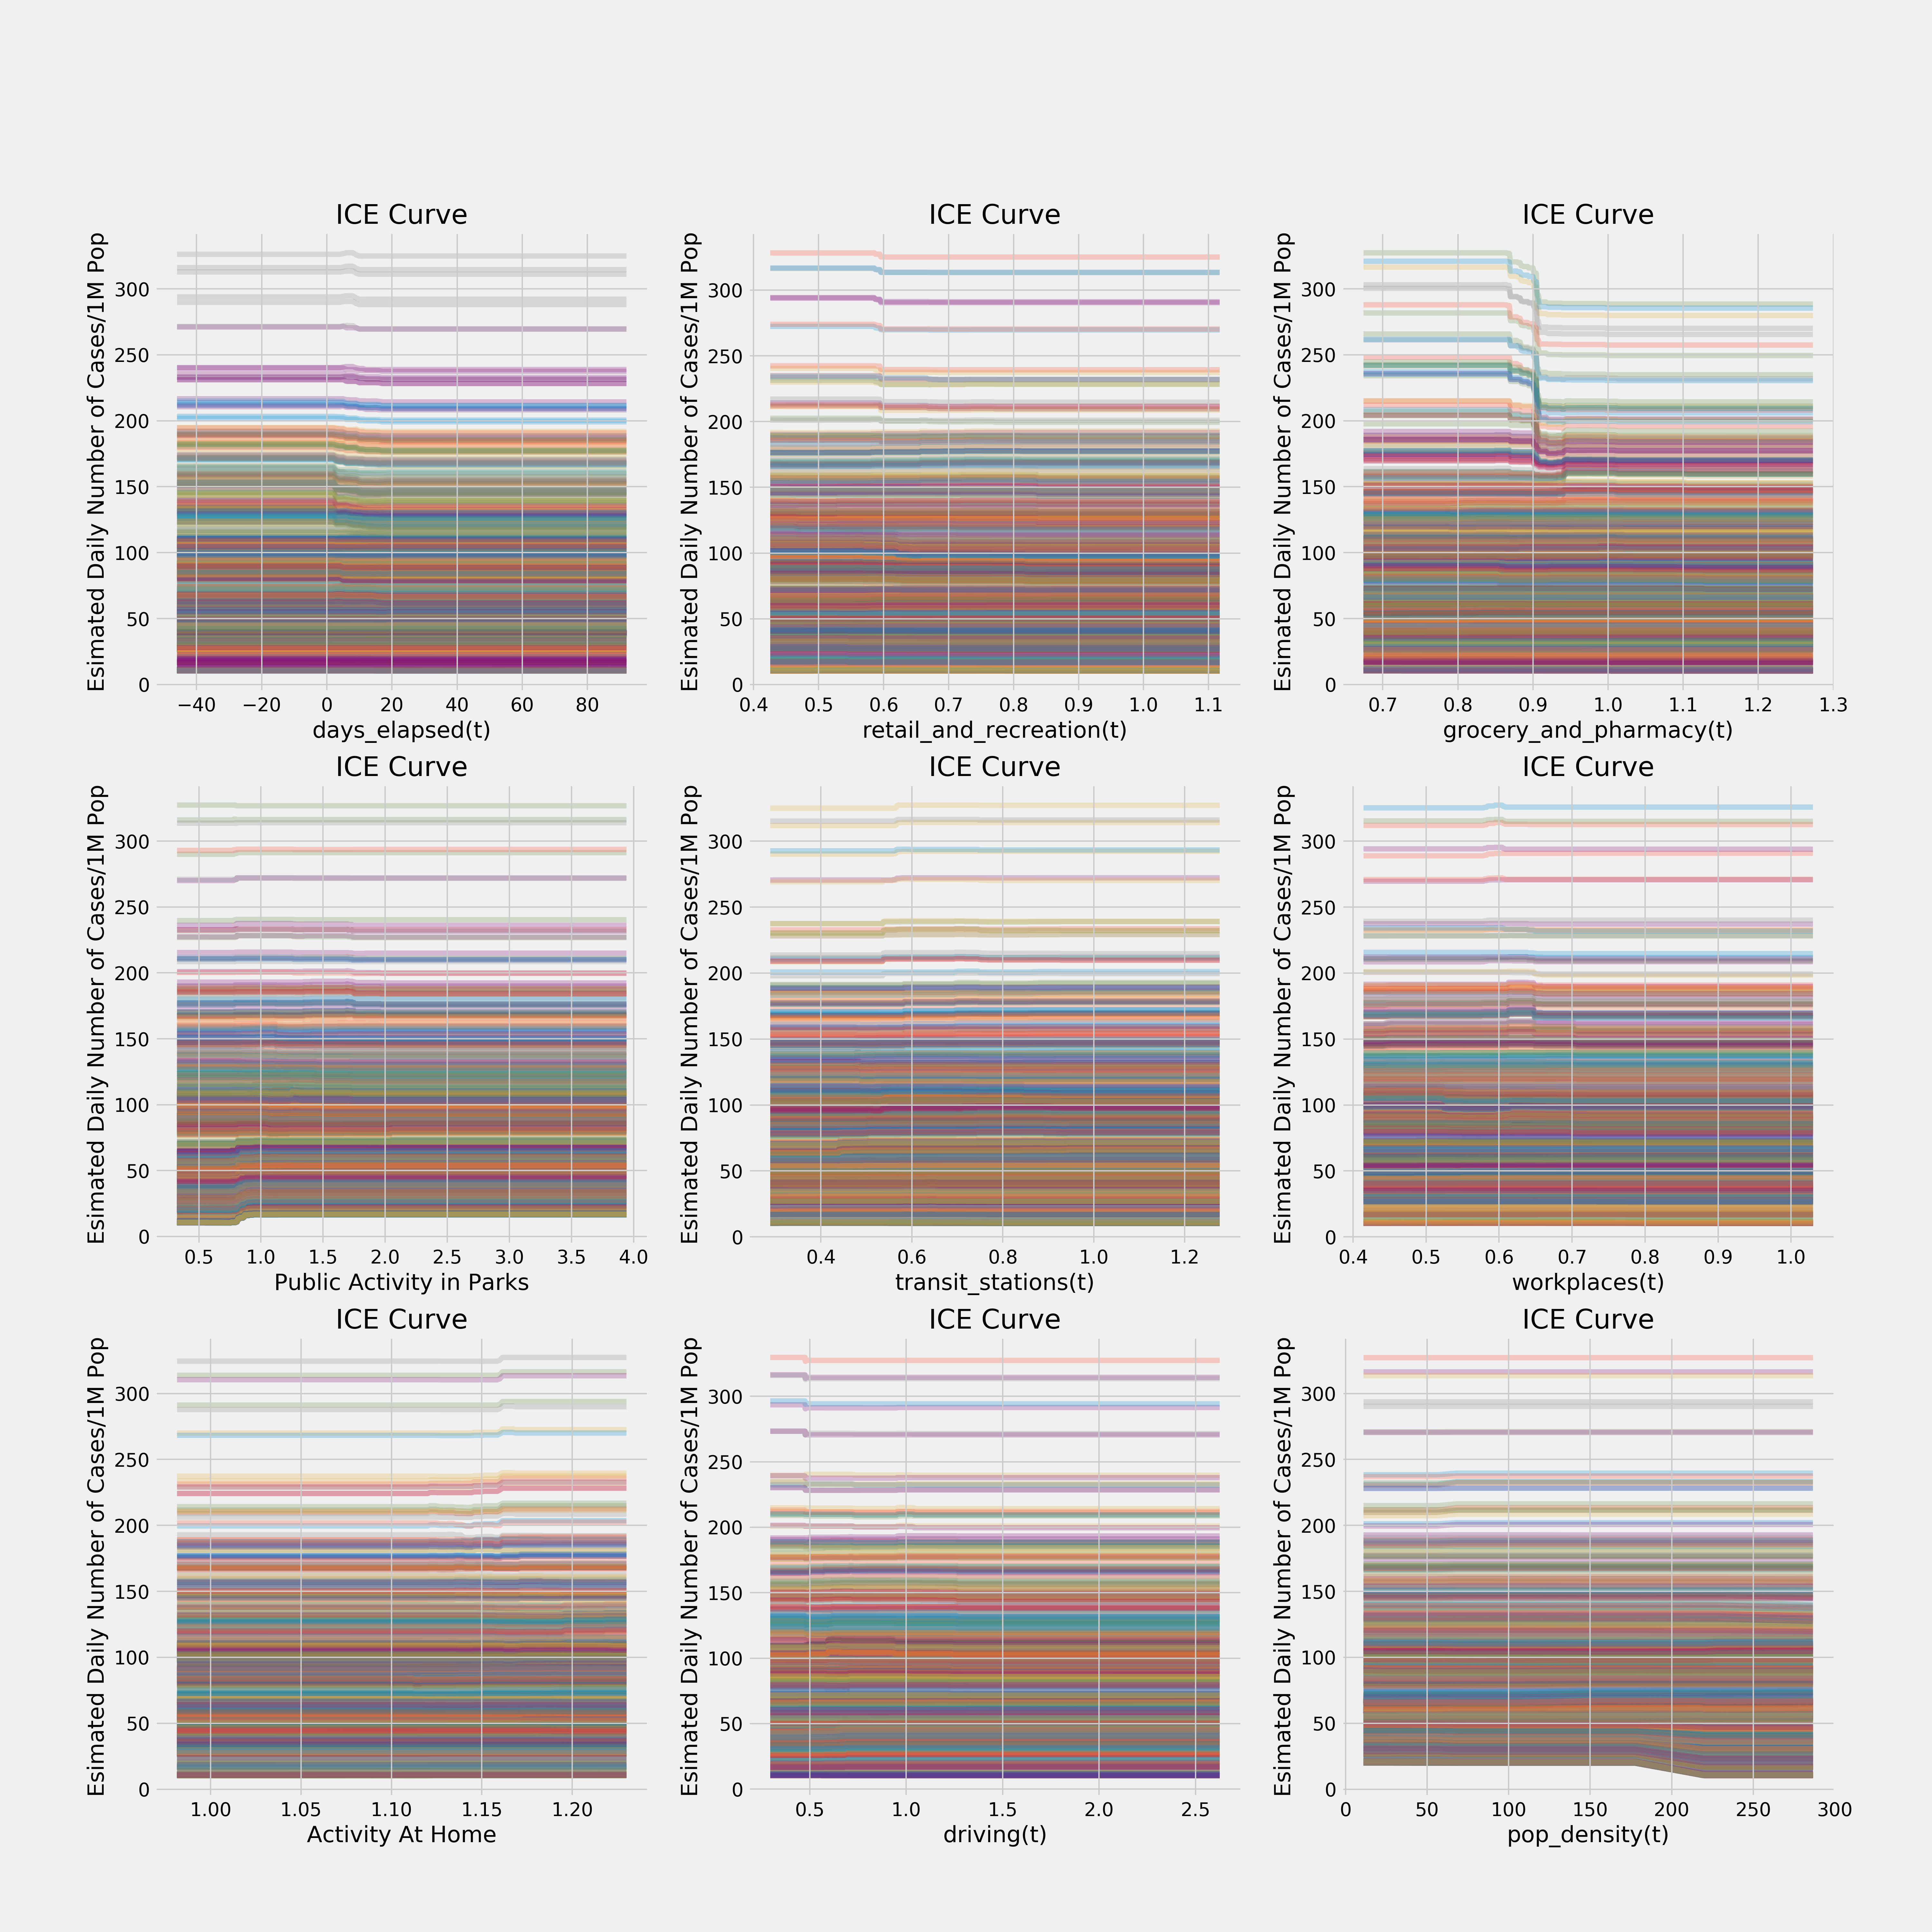 ICE Curve
Esimated Daily Number of Cases/1M Pop
300
250
200
150
100
50
0
−40 −20 0 20 40 60 80
days_elapsed(t)
ICE Curve
Esimated Daily Number of Cases/1M Pop
300
250
200
150
100
50
0
0.4 0.5 0.6 0.7 0.8 0.9 1.0 1.1
retail_and_recreation(t)
ICE Curve
Esimated Daily Number of Cases/1M Pop
300
250
200
150
100
50
0
0.7 0.8 0.9 1.0 1.1 1.2 1.3
grocery_and_pharmacy(t)
ICE Curve
Esimated Daily Number of Cases/1M Pop
300
250
200
150
100
50
0
0.5 1.0 1.5 2.0 2.5 3.0 3.5 4.0
Public Activity in Parks
ICE Curve
Esimated Daily Number of Cases/1M Pop
300
250
200
150
100
50
0
0.4 0.6 0.8 1.0 1.2
transit_stations(t)
ICE Curve
Esimated Daily Number of Cases/1M Pop
300
250
200
150
100
50
0
0.4 0.5 0.6 0.7 0.8 0.9 1.0
workplaces(t)
ICE Curve
Esimated Daily Number of Cases/1M Pop
300
250
200
150
100
50
0
1.00 1.05 1.10 1.15 1.20
Activity At Home
ICE Curve
Esimated Daily Number of Cases/1M Pop
300
250
200
150
100
50
0
0.5 1.0 1.5 2.0 2.5
driving(t)
ICE Curve
Esimated Daily Number of Cases/1M Pop
300
250
200
150
100
50
0
0 50 100 150 200 250 300
pop_density(t)